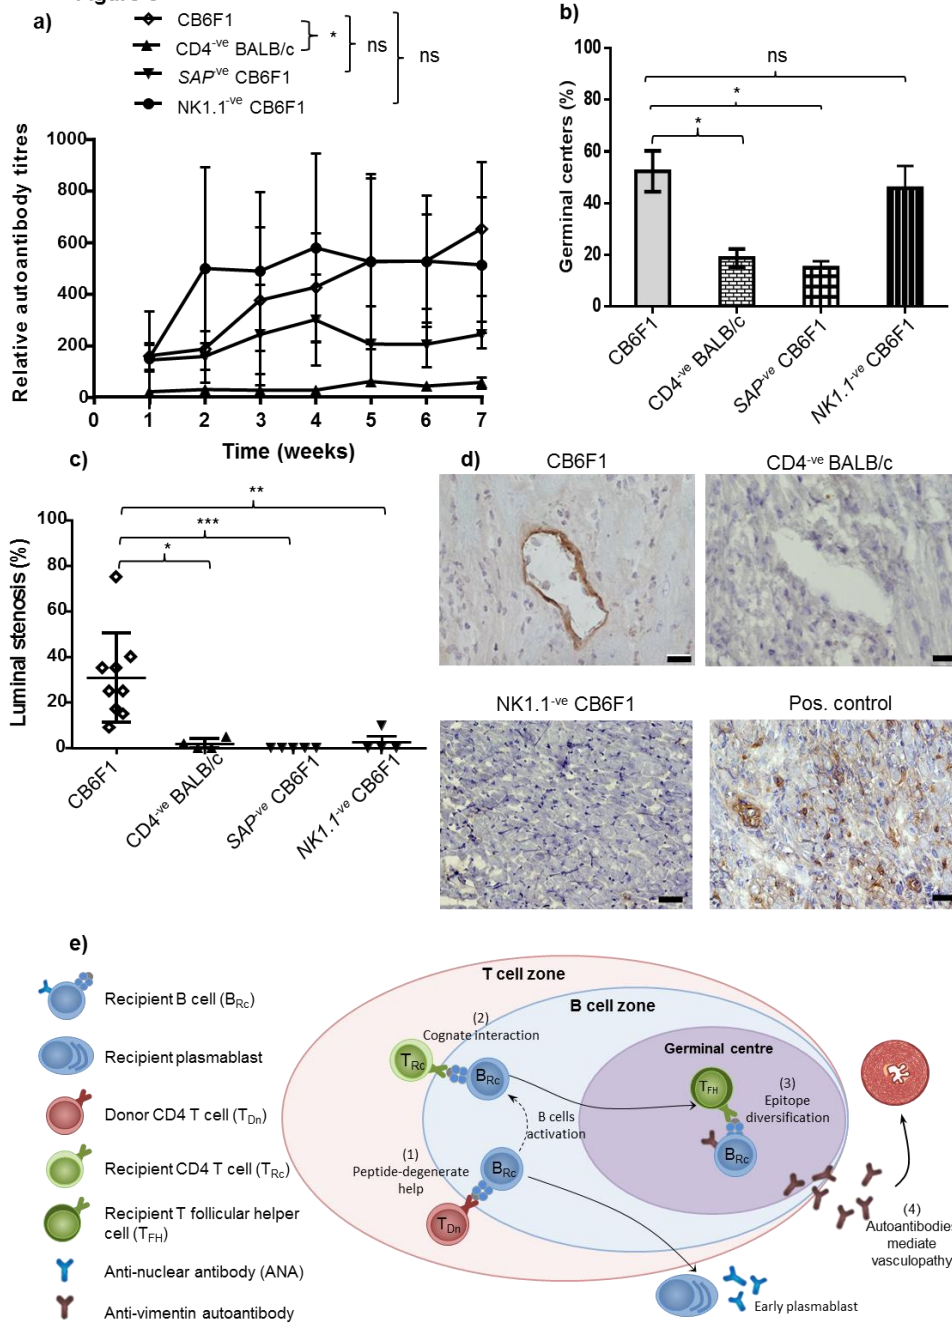 a)
CB6F1
CD4-ve BALB/c
SAP-ve CB6F1
NK1.1-ve CB6F1
*
ns
ns
Relative autoantibody titres
1000
800
600
400
200
0
0 1 2 3 4 5 6 7
Time (weeks)
b)
Germinal centers (%)
100
80
60
40
20
0
ns
*
*
CB6F1
CD4-ve BALB/c
SAP-ve CB6F1
NK1.1-ve CB6F1
c)
Luminal stenosis (%)
100
80
60
40
20
0
**
***
*
CB6F1
CD4-ve BALB/c
SAP-ve CB6F1
NK1.1-ve CB6F1
d)
CB6F1
CD4-ve BALB/c
NK1.1-ve CB6F1
Pos. control
e)
Recipient B cell (BRc)
Recipient plasmablast
Donor CD4 T cell (TDn)
Recipient CD4 T cell (TRc)
Recipient T follicular helper
cell (TFH)
Anti-nuclear antibody (ANA)
Anti-vimentin autoantibody
T cell zone
B cell zone
Germinal centre
(2)
Cognate interaction
TRc
BRc
B cells
activation
(1)
Peptide-degenerate
help
BRc
TDn
TFH
(3)
Epitope
diversification
BRc
(4)
Autoantibodies
mediate
vasculopathy
Early plasmablast